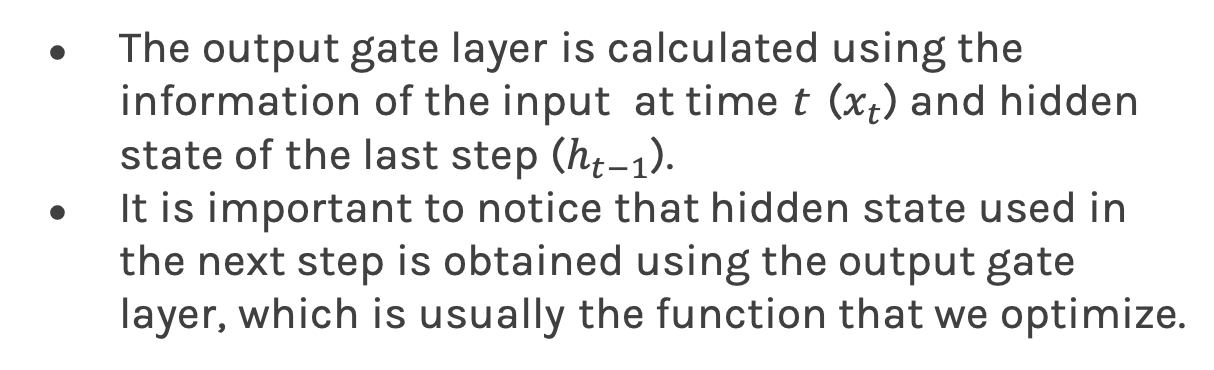 • The output gate layer is calculated using the
information of the input at time t (xₜ) and hidden
state of the last step (hₜ₋₁).
• It is important to notice that hidden state used in
the next step is obtained using the output gate
layer, which is usually the function that we optimize.